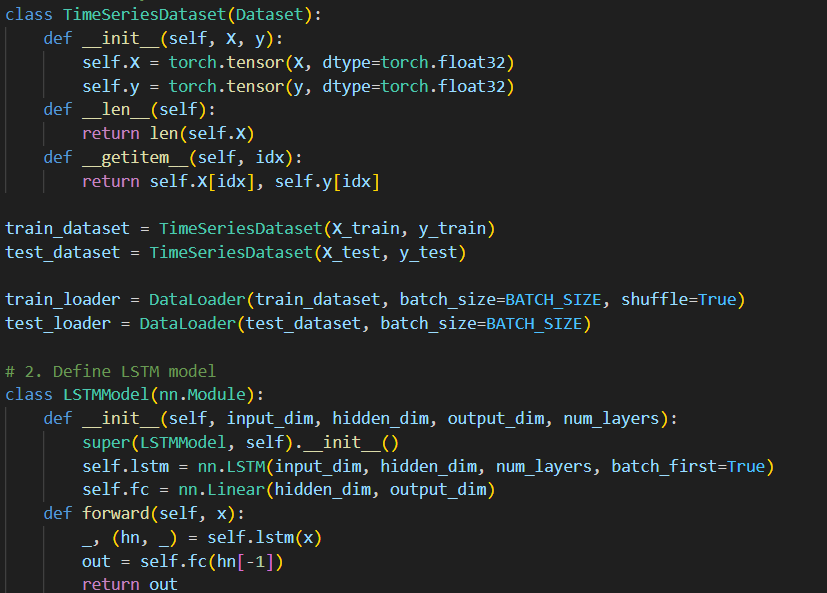 class TimeSeriesDataset(Dataset):
    def __init__(self, X, y):
        self.X = torch.tensor(X, dtype=torch.float32)
        self.y = torch.tensor(y, dtype=torch.float32)
    def __len__(self):
        return len(self.X)
    def __getitem__(self, idx):
        return self.X[idx], self.y[idx]

train_dataset = TimeSeriesDataset(X_train, y_train)
test_dataset = TimeSeriesDataset(X_test, y_test)

train_loader = DataLoader(train_dataset, batch_size=BATCH_SIZE, shuffle=True)
test_loader = DataLoader(test_dataset, batch_size=BATCH_SIZE)

# 2. Define LSTM model
class LSTMModel(nn.Module):
    def __init__(self, input_dim, hidden_dim, output_dim, num_layers):
        super(LSTMModel, self).__init__()
        self.lstm = nn.LSTM(input_dim, hidden_dim, num_layers, batch_first=True)
        self.fc = nn.Linear(hidden_dim, output_dim)
    def forward(self, x):
        _, (hn, _) = self.lstm(x)
        out = self.fc(hn[-1])
        return out